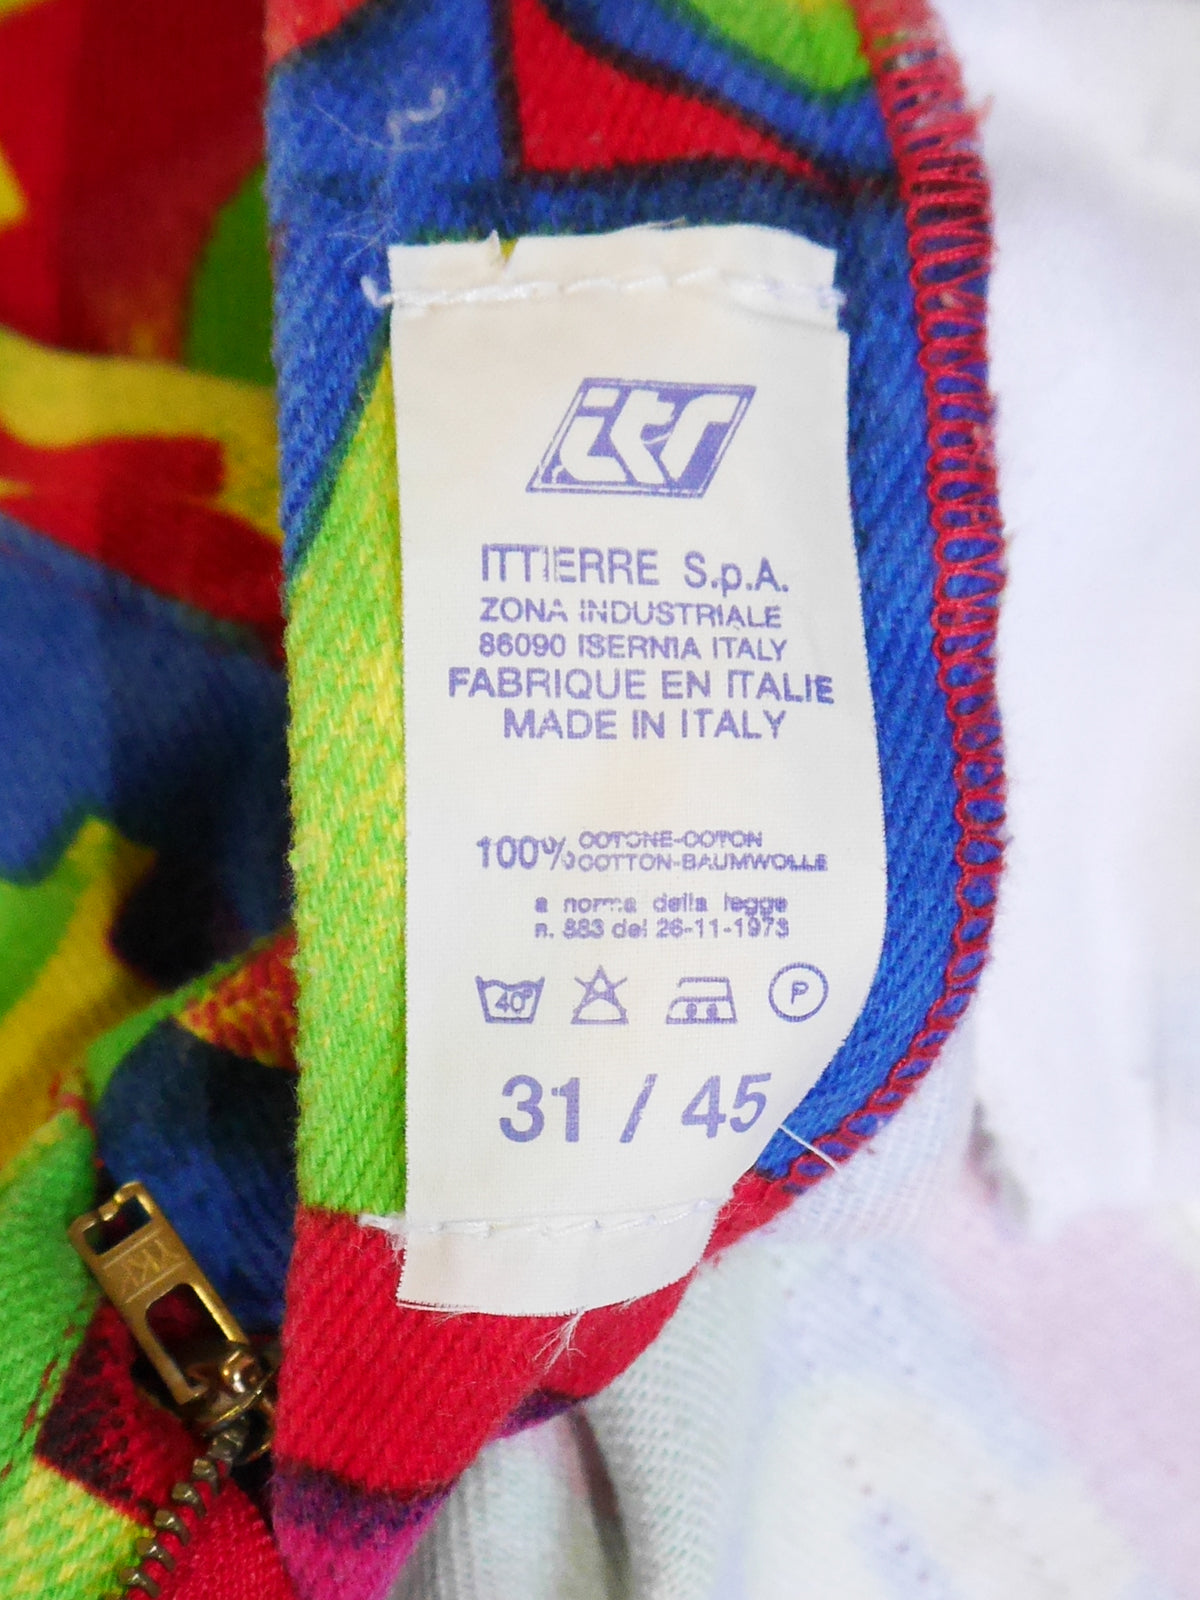 itr
ITTIERRE S.p.A.
ZONA INDUSTRIALE
86090 ISERNIA ITALY
FABRIQUE EN ITALIE
MADE IN ITALY
100% COTONE-COTON
COTTON-BAUMWOLLE
a norma della legge
n. 883 del 26-11-1973
40° P
31 / 45
YKK